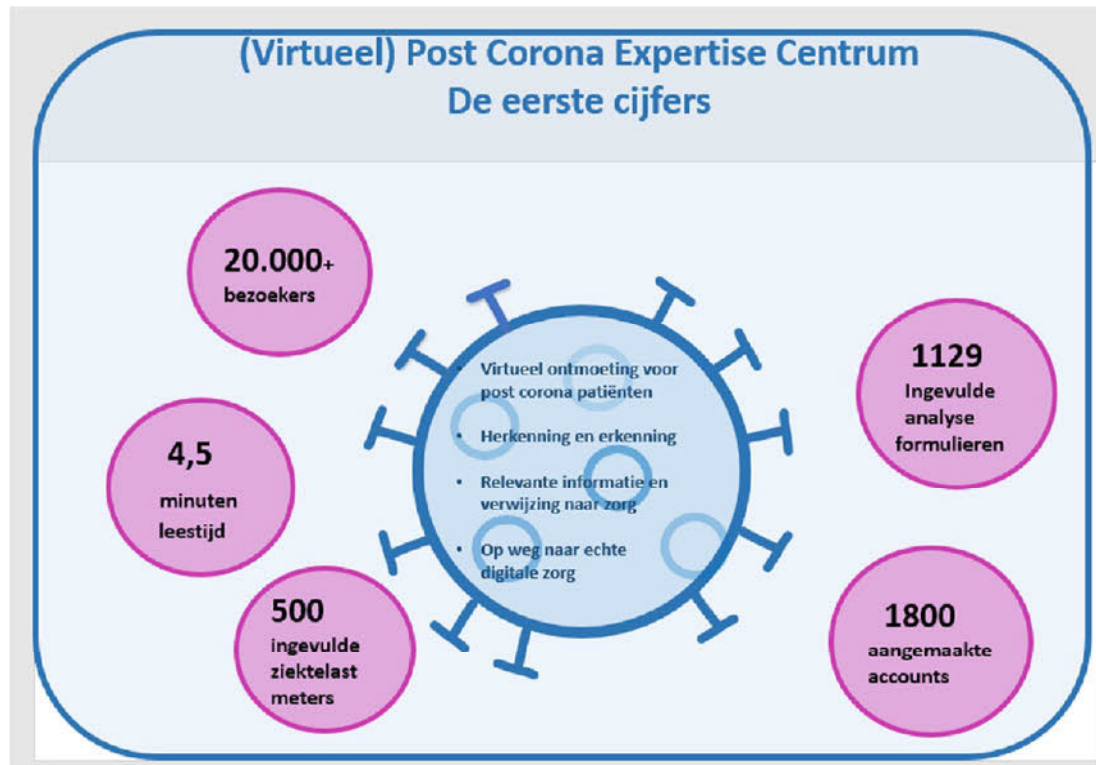 (Virtueel) Post Corona Expertise Centrum
De eerste cijfers
20.000+
bezoekers
4,5
minuten
leestijd
500
ingevulde
ziektelast
meters
• Virtueel ontmoeting voor
post corona patiënten
• Herkenning en erkenning
• Relevante informatie en
verwijzing naar zorg
• Op weg naar echte
digitale zorg
1129
Ingevulde
analyse
formulieren
1800
aangemaakte
accounts